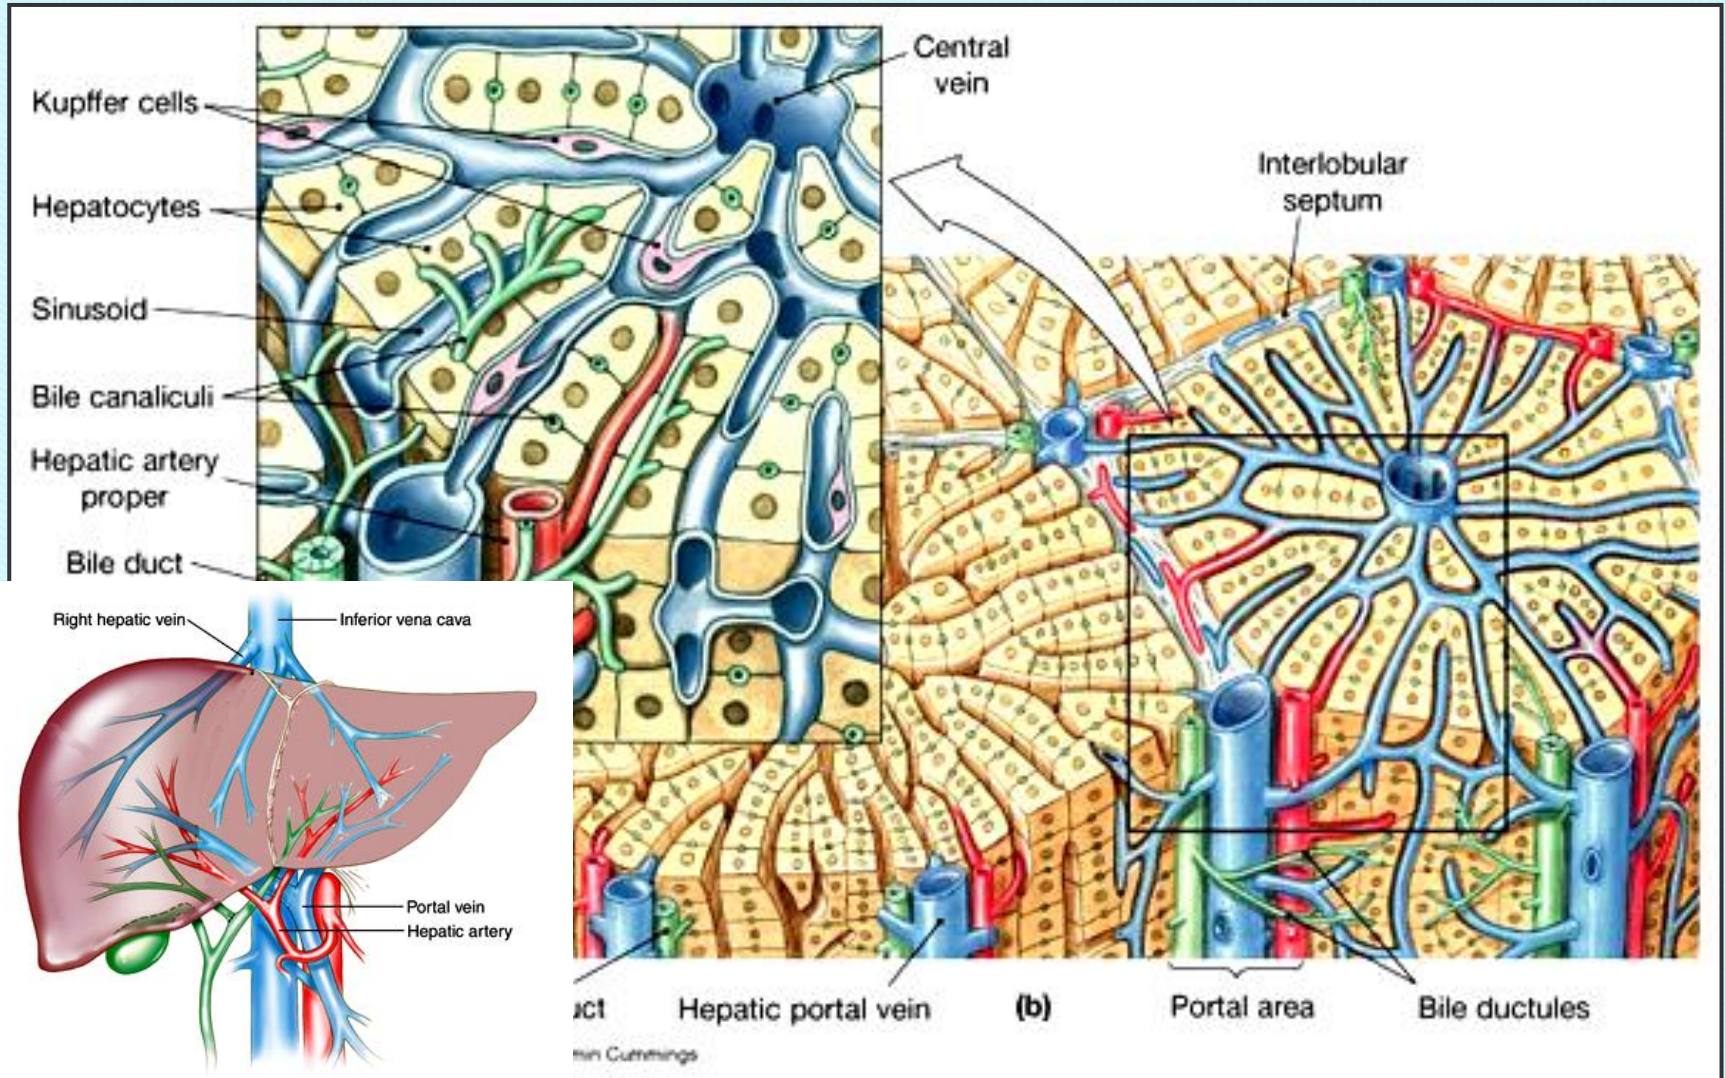 Central
vein
Kupffer cells
Interlobular
septum
Hepatocytes
Sinusoid
Bile canaliculi
Hepatic artery
proper
Bile duct
Right hepatic vein
Inferior vena cava
Portal vein
Hepatic artery
uct
Hepatic portal vein
(b)
Portal area
Bile ductules
min Cummings